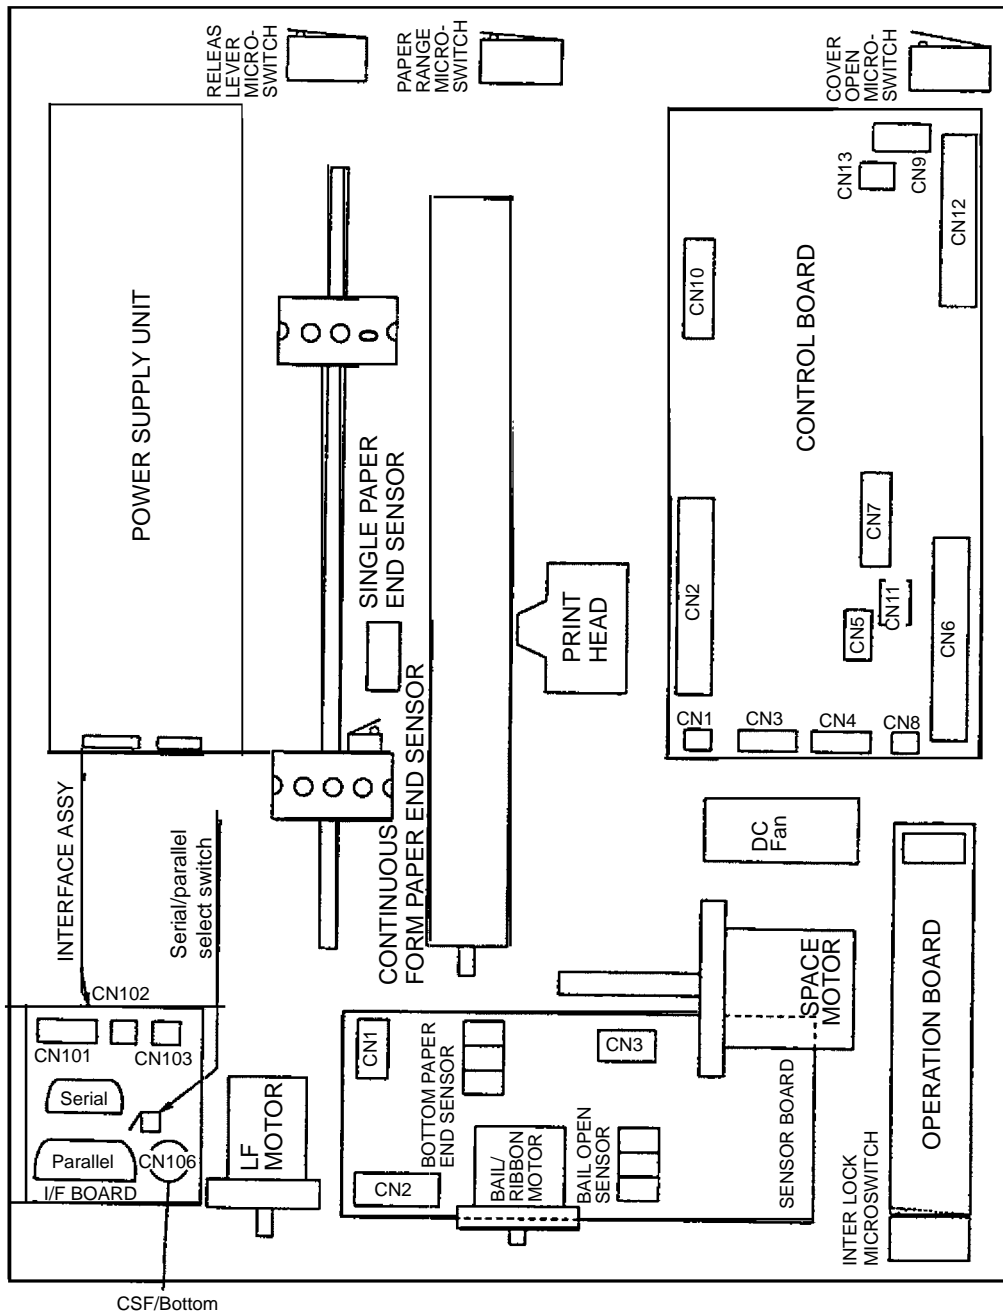 RELEAS
LEVER
MICRO-
SWITCH
PAPER
RANGE
MICRO-
SWITCH
COVER
OPEN
MICRO-
SWITCH
POWER SUPPLY UNIT
SINGLE PAPER
END SENSOR
CONTINUOUS
FORM PAPER END SENSOR
PRINT
HEAD
CONTROL BOARD
CN13
CN9
CN12
CN10
CN7
CN2
CN11
CN5
CN6
CN1
CN3
CN4
CN8
INTERFACE ASSY
Serial/parallel
select switch
DC
Fan
CN102
CN101
CN103
Serial
Parallel
CN106
I/F BOARD
LF
MOTOR
CN1
BOTTOM PAPER
END SENSOR
CN3
SPACE
MOTOR
CN2
BAIL/
RIBBON
MOTOR
BAIL OPEN
SENSOR
SENSOR BOARD
OPERATION BOARD
INTER LOCK
MICROSWITCH
CSF/Bottom